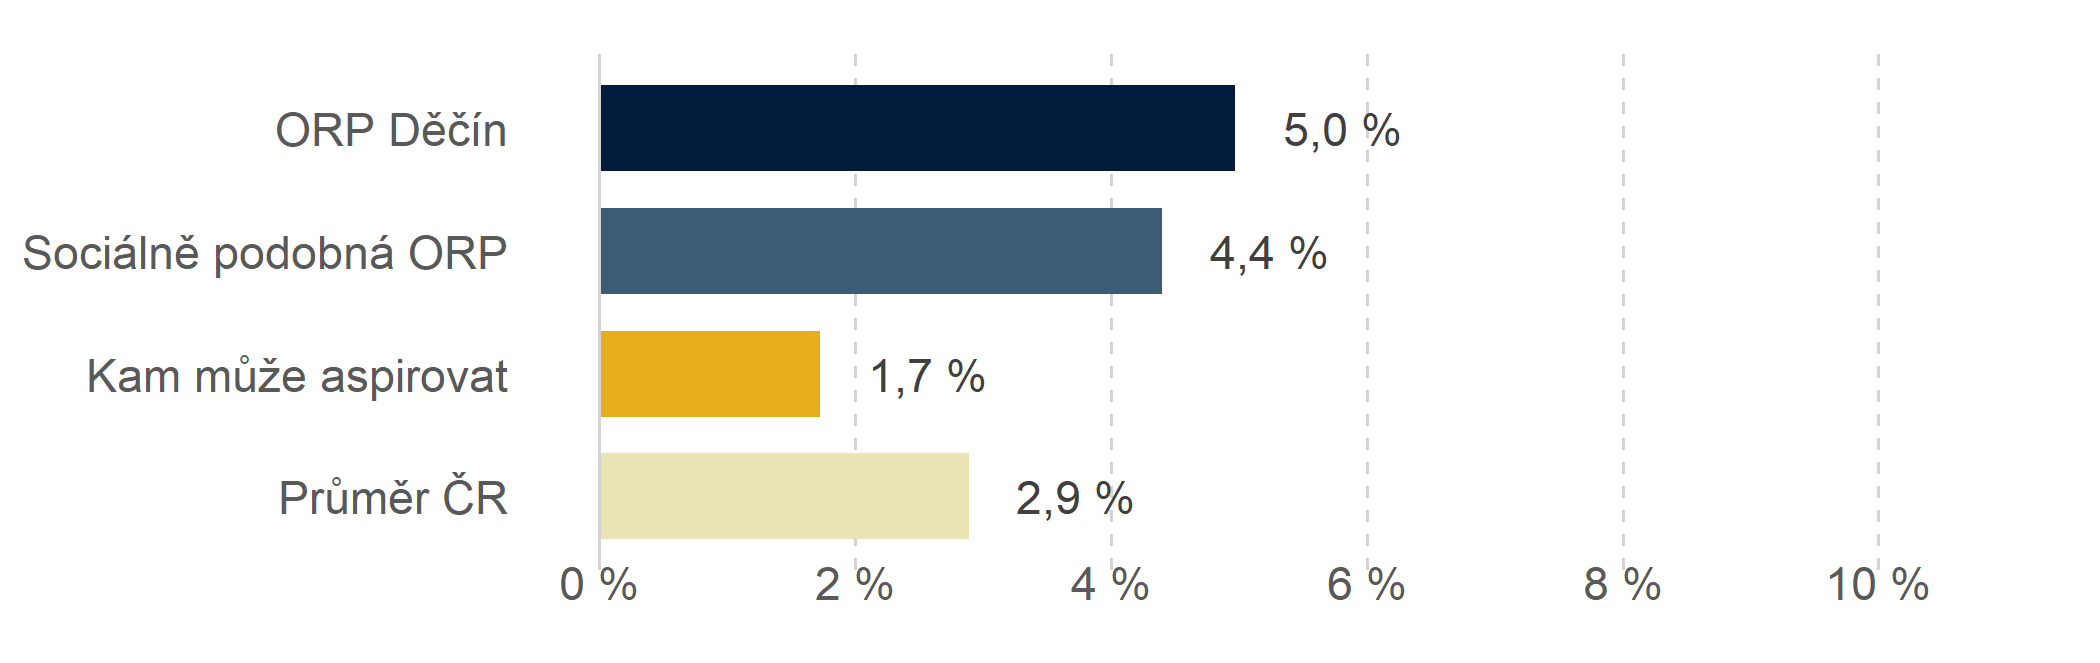 ORP Děčín
5,0 %
Sociálně podobná ORP
4,4 %
Kam může aspirovat
1,7 %
Průměr ČR
2,9 %
0 % 2 % 4 % 6 % 8 % 10 %